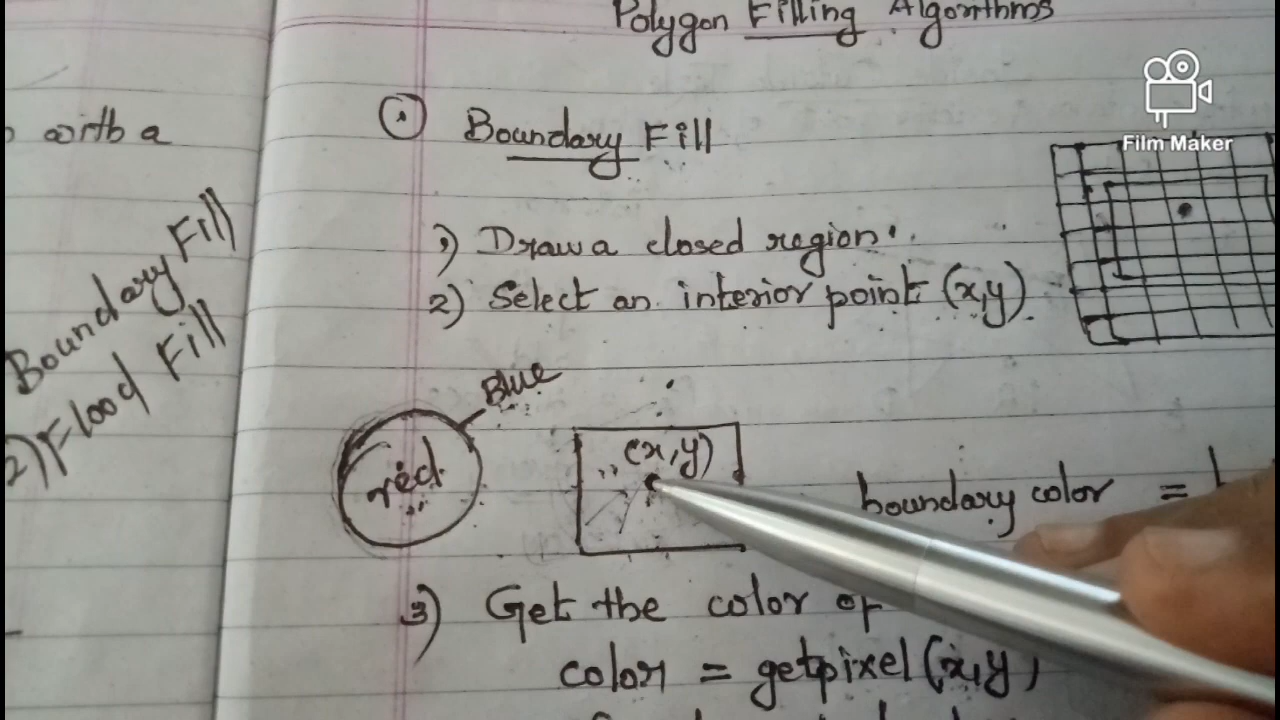 Polygon Filling Algorithms
with a
1. Boundary Fill
Film Maker
1) Draw a closed region.
2) Select an interior point (x,y)
Boundary Fill
2) Flood Fill
Blue
red
(x,y)
boundary color =
3) Get the color of
color = getpixel(x,y)